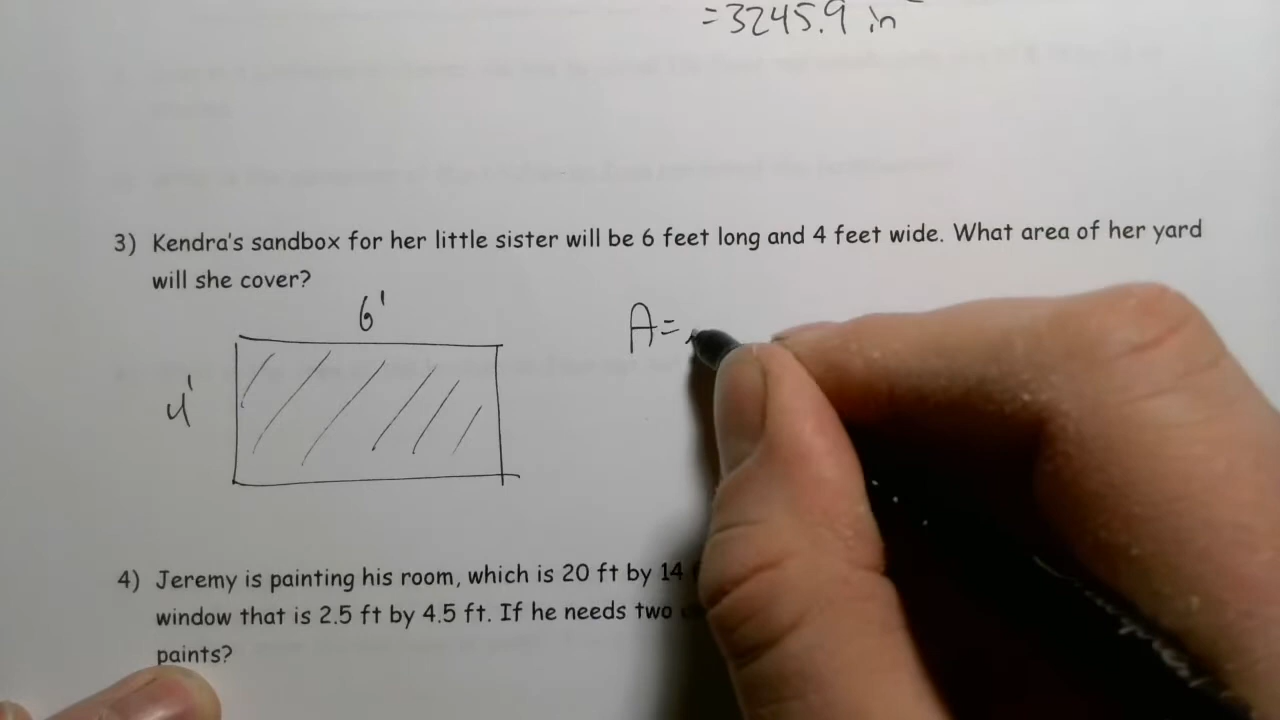 =3245.9 in
3) Kendra's sandbox for her little sister will be 6 feet long and 4 feet wide. What area of her yard
will she cover?
6'
A=
4'
4) Jeremy is painting his room, which is 20 ft by 14
window that is 2.5 ft by 4.5 ft. If he needs two
paints?